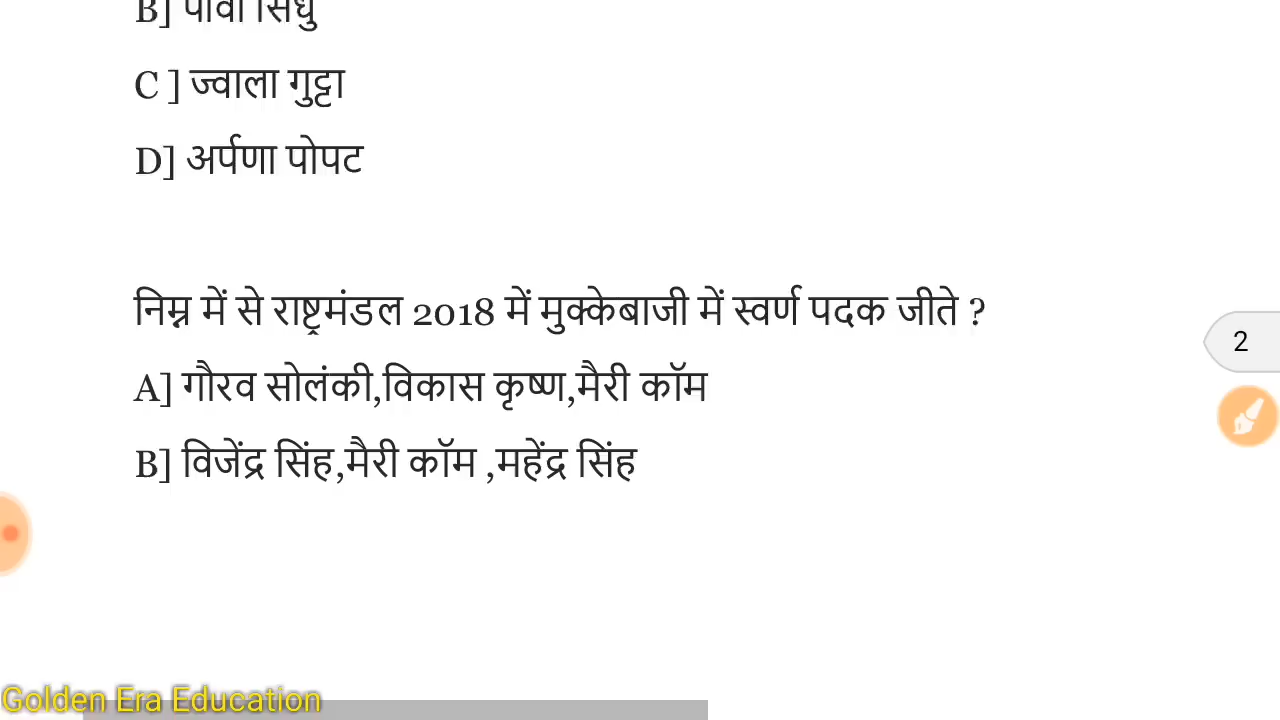 B] पीवी सिंधु
C ] ज्वाला गुट्टा
D] अर्पणा पोपट
निम्न में से राष्ट्रमंडल 2018 में मुक्केबाजी में स्वर्ण पदक जीते ?
2
A] गौरव सोलंकी,विकास कृष्ण,मैरी कॉम
B] विजेंद्र सिंह,मैरी कॉम ,महेंद्र सिंह
Golden Era Education